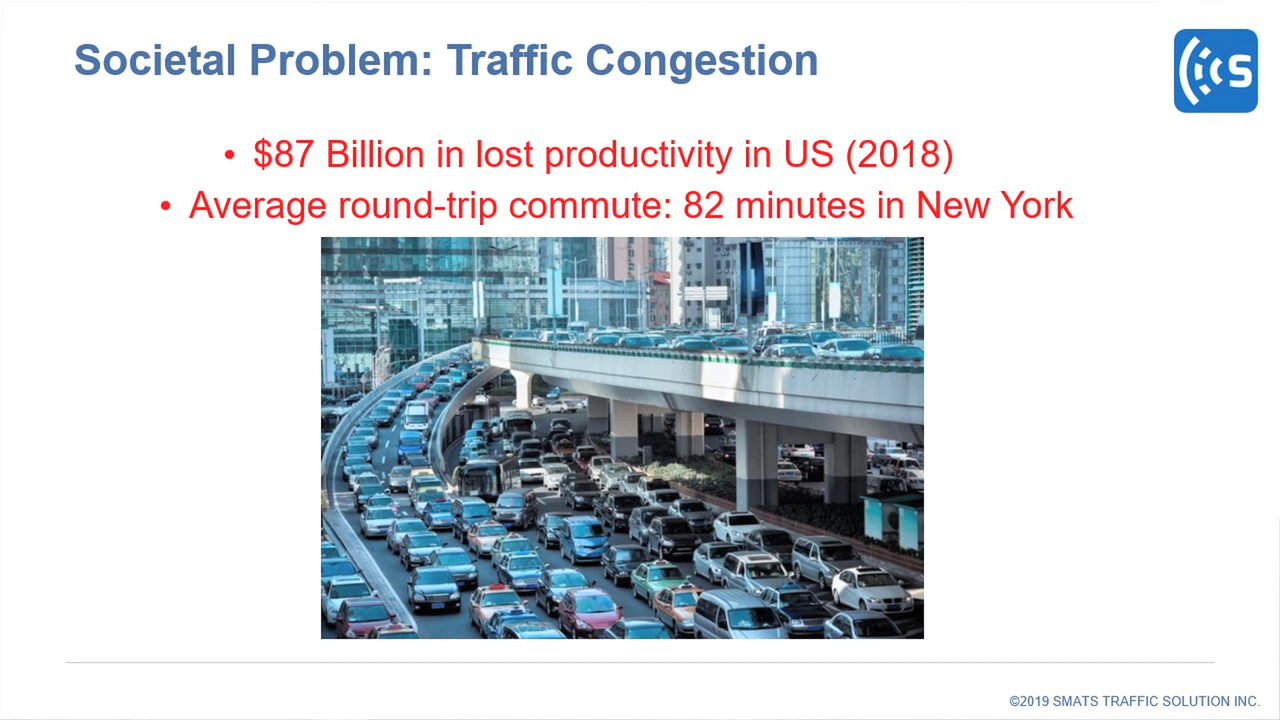 Societal Problem: Traffic Congestion
S
• $87 Billion in lost productivity in US (2018)
• Average round-trip commute: 82 minutes in New York
©2019 SMATS TRAFFIC SOLUTION INC.